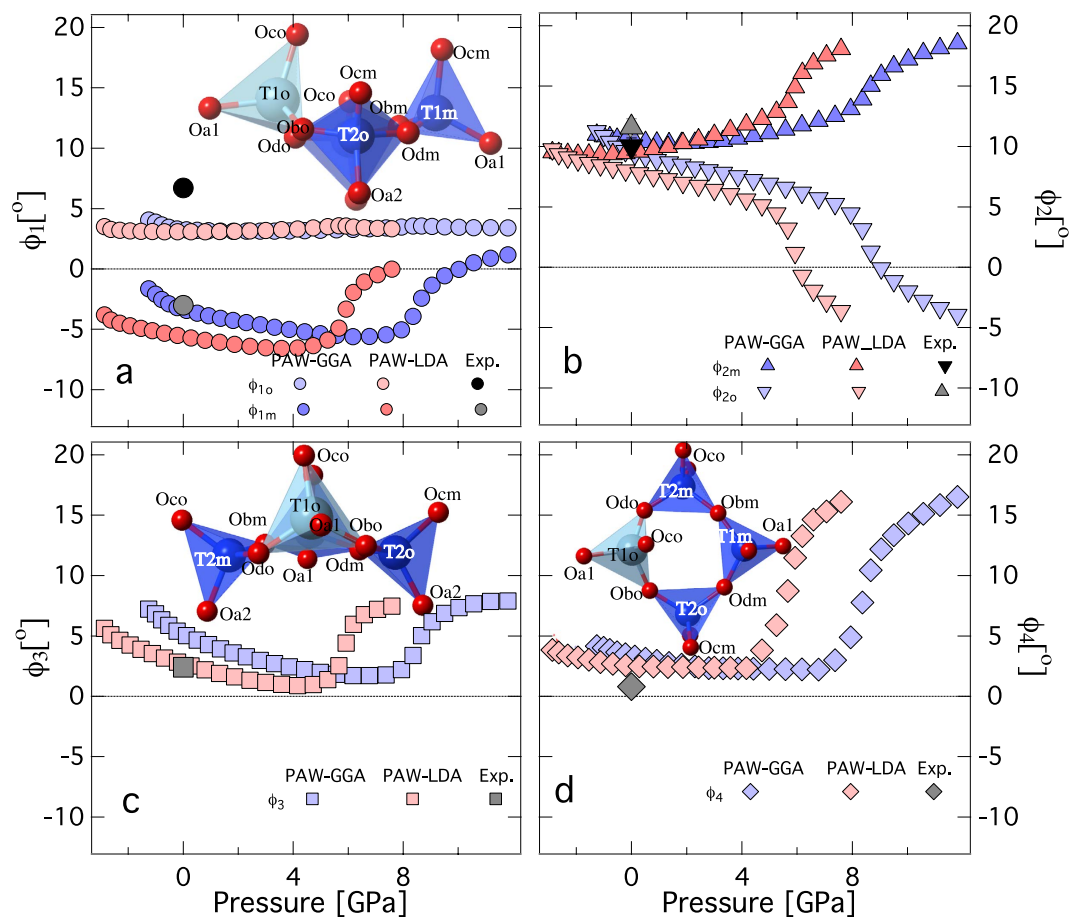 20
15
10
5
0
-5
-10
ϕ1[°]
Oco
Ocm
Ocm
T1o
Oco
Obm
T1m
Oa1
Obo
T2o
Odo
Odm
Oa1
Oa2
a
PAW-GGA PAW-LDA Exp.
ϕ1o
ϕ1m
20
15
10
5
0
-5
-10
ϕ2[°]
b
PAW-GGA PAW_LDA Exp.
ϕ2m
ϕ2o
20
15
10
5
0
-5
-10
ϕ3[°]
Oco
T1o
Oco
Ocm
Obm
Oa1
Obo
T2m
T2o
Odo
Oa1
Odm
Oa2
Oa2
c
PAW-GGA PAW-LDA Exp.
ϕ3
0 4 8
Pressure [GPa]
20
15
10
5
0
-5
-10
ϕ4[°]
Oco
T2m
Odo
Obm
Oa1
T1m
Oco
T1o
Oa1
Obo
Odm
T2o
Ocm
d
PAW-GGA PAW-LDA Exp.
ϕ4
0 4 8
Pressure [GPa]